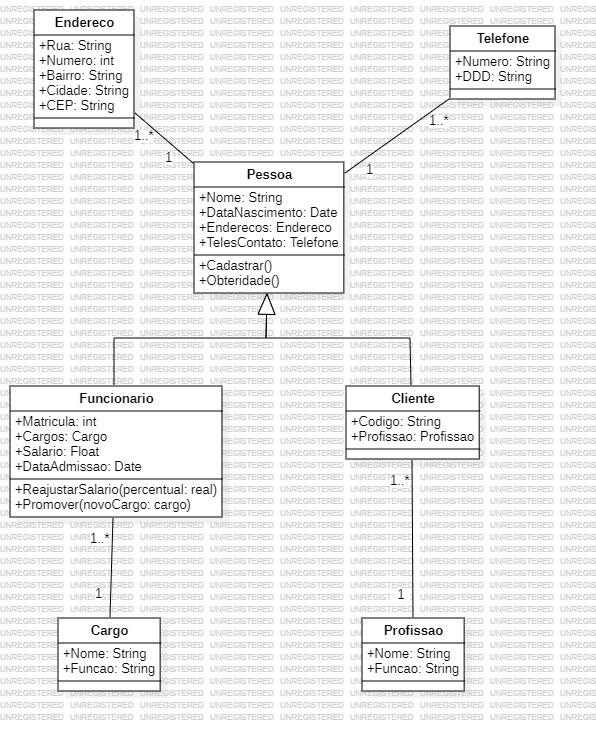 Endereco
+Rua: String
+Numero: int
+Bairro: String
+Cidade: String
+CEP: String
Telefone
+Numero: String
+DDD: String
1..*
1
1..*
1
Pessoa
+Nome: String
+DataNascimento: Date
+Enderecos: Endereco
+TelesContato: Telefone
+Cadastrar()
+Obteridade()
Funcionario
+Matricula: int
+Cargos: Cargo
+Salario: Float
+DataAdmissao: Date
+ReajustarSalario(percentual: real)
+Promover(novoCargo: cargo)
Cliente
+Codigo: String
+Profissao: Profissao
1..*
1
1..*
1
Cargo
+Nome: String
+Funcao: String
Profissao
+Nome: String
+Funcao: String
UNREGISTERED